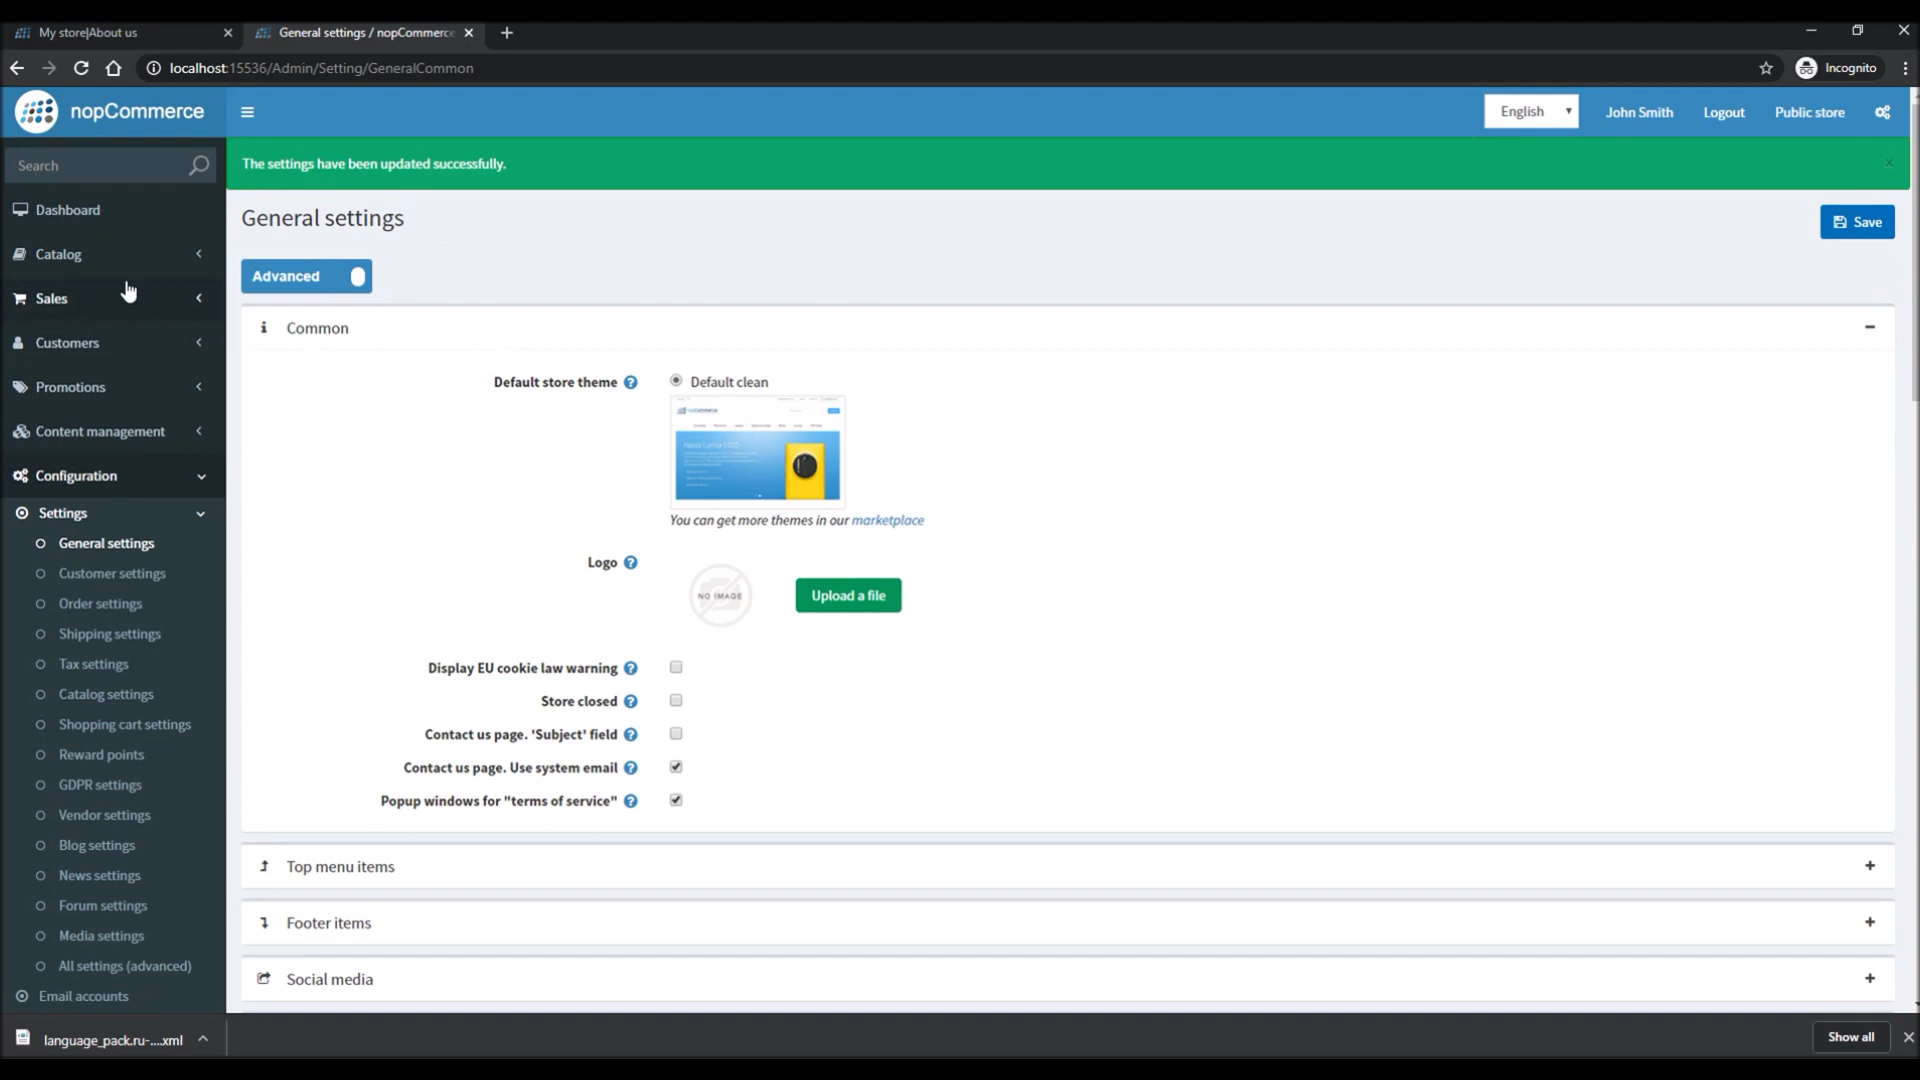 My store|About us
General settings / nopCommerce
localhost:15536/Admin/Setting/GeneralCommon
Incognito
nopCommerce
English
John Smith
Logout
Public store
Search
The settings have been updated successfully.
Dashboard
General settings
Save
Catalog
Advanced
Sales
Common
Customers
Default store theme
Default clean
Promotions
Content management
Configuration
You can get more themes in our marketplace
Settings
General settings
Logo
Customer settings
NO IMAGE
Upload a file
Order settings
Shipping settings
Tax settings
Display EU cookie law warning
Catalog settings
Store closed
Shopping cart settings
Contact us page. 'Subject' field
Reward points
Contact us page. Use system email
GDPR settings
Popup windows for "terms of service"
Vendor settings
Blog settings
Top menu items
News settings
Forum settings
Footer items
Media settings
All settings (advanced)
Social media
Email accounts
language_pack.ru-....xml
Show all